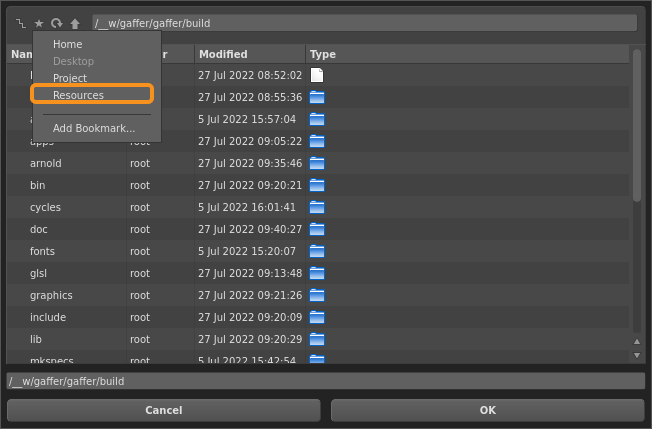 /__w/gaffer/gaffer/build
Modified Type
Home
Desktop
Project
Resources
Add Bookmark...
27 Jul 2022 08:52:02
27 Jul 2022 08:55:36
5 Jul 2022 15:57:04
apps root 27 Jul 2022 09:05:22
arnold root 27 Jul 2022 09:35:46
bin root 27 Jul 2022 09:20:21
cycles root 5 Jul 2022 16:01:41
doc root 27 Jul 2022 09:40:27
fonts root 5 Jul 2022 15:20:07
glsl root 27 Jul 2022 09:13:48
graphics root 27 Jul 2022 09:21:26
include root 27 Jul 2022 09:20:09
lib root 27 Jul 2022 09:20:29
mkspecs root 5 Jul 2022 15:42:54
/__w/gaffer/gaffer/build
Cancel OK